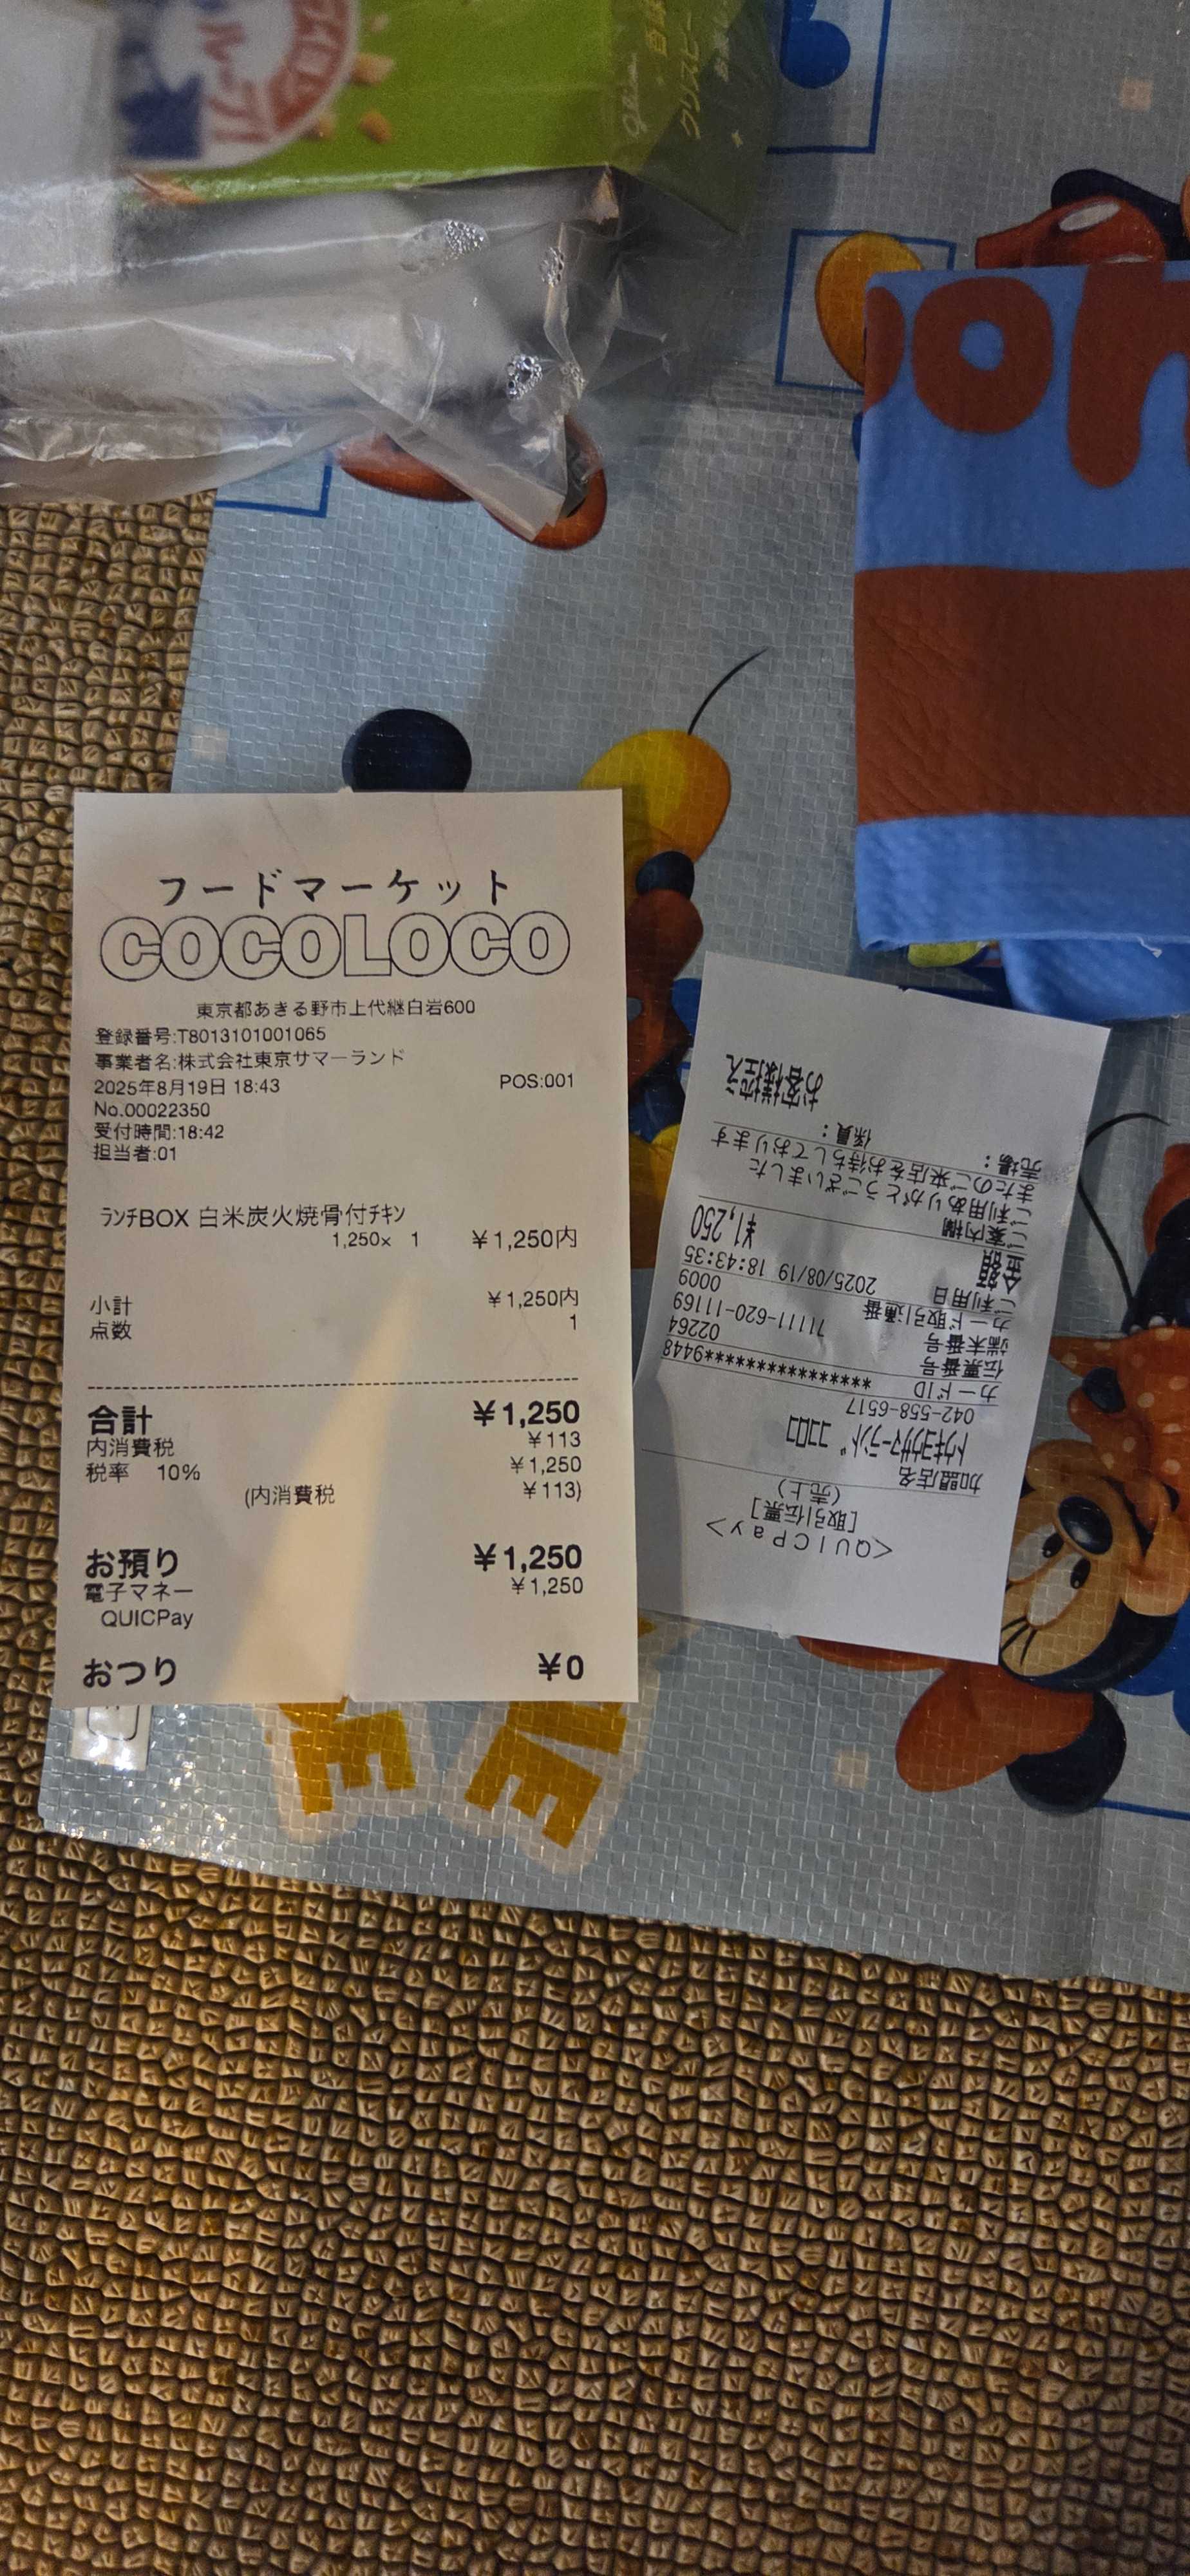 Glico
クリスピー
on
フードマーケット
COCOLOCO
東京都あきる野市上代継白岩600
登録番号:T8013101001065
事業者名:株式会社東京サマーランド
2025年8月19日 18:43 POS:001
No.00022350
受付時間:18:42
担当者:01
ﾗﾝﾁBOX 白米炭火焼骨付ﾁｷﾝ
1,250× 1 ¥1,250内
小計 ¥1,250内
点数 1
合計 ¥1,250
内消費税 ¥113
税率 10% ¥1,250
(内消費税 ¥113)
お預り ¥1,250
電子マネー ¥1,250
QUICPay
おつり ¥0
<QUICPay>
[取引伝票]
(売上)
加盟店名
ﾄｳｷﾖｳｻﾏｰﾗﾝﾄﾞ ｺｺﾛｺ
042-558-6517
カードID ****************9448
伝票番号 02264
端末番号 71111-620-11169
カード取引通番 0009
ご利用日 2025/08/19 18:43:35
金額 ¥1,250
ご案内欄
ご利用ありがとうございました
またのご来店をお待ちしております
売場： 係員：
お客様控え